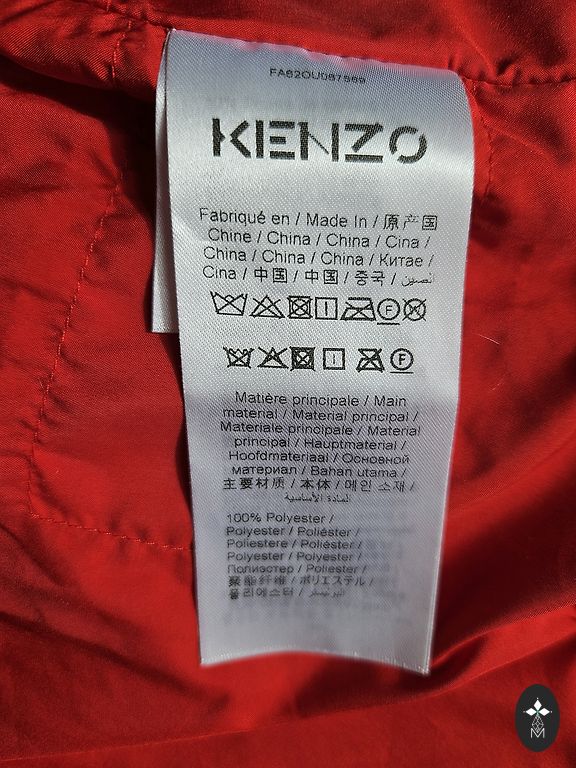 FA62OU087569
KENZO
Fabriqué en / Made In / 原产国
Chine / China / China / Cina /
China / China / China / Китае /
Cina / 中国 / 中国 / 중국 / الصين
F
F
Matière principale / Main
material / Material principal /
Materiale principale / Material
principal / Hauptmaterial /
Hoofdmateriaal / Основной
материал / Bahan utama /
主要材质 / 本体 / 메인 소재 /
المادة الأساسية /
100% Polyester /
Polyester / Poliéster /
Poliestere / Poliéster /
Polyester / Polyester /
Полиэстер / Poliester /
聚酯纤维 / ポリエステル /
폴리에스터 / البوليستر /
M